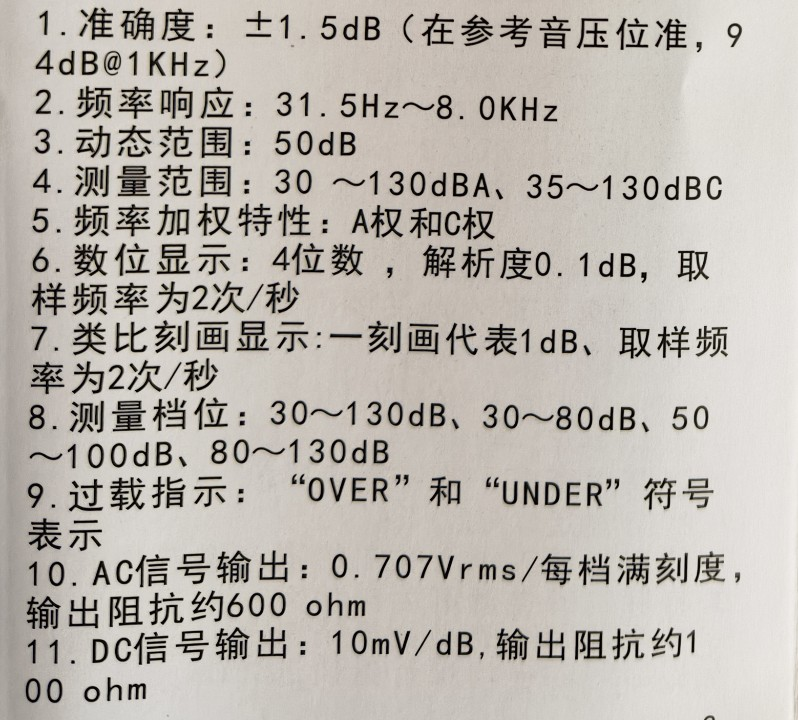 1.准确度：±1.5dB（在参考音压位准，9
4dB@1KHz）
2.频率响应：31.5Hz～8.0KHz
3.动态范围：50dB
4.测量范围：30 ～130dBA、35～130dBC
5.频率加权特性：A权和C权
6.数位显示：4位数 ，解析度0.1dB，取
样频率为2次/秒
7.类比刻画显示:一刻画代表1dB、取样频
率为2次/秒
8.测量档位：30～130dB、30～80dB、50
～100dB、80～130dB
9.过载指示：“OVER”和“UNDER”符号
表示
10.AC信号输出：0.707Vrms/每档满刻度，
输出阻抗约600 ohm
11.DC信号输出：10mV/dB,输出阻抗约1
00 ohm